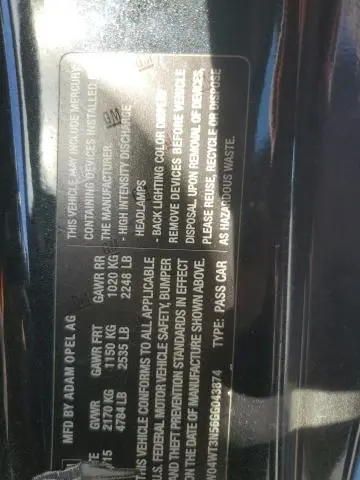 MFD BY ADAM OPEL AG
TE GVWR GAWR FRT GAWR RR
15 2170 KG 1150 KG 1020 KG
4784 LB 2535 LB 2248 LB
THIS VEHICLE CONFORMS TO ALL APPLICABLE
U.S. FEDERAL MOTOR VEHICLE SAFETY, BUMPER
AND THEFT PREVENTION STANDARDS IN EFFECT
ON THE DATE OF MANUFACTURE SHOWN ABOVE.
TYPE: PASS CAR
THIS VEHICLE MAY INCLUDE MERCURY
CONTAINING DEVICES INSTALLED
THE MANUFACTURER:
- HIGH INTENSITY DISCHARGE
HEADLAMPS
- BACK LIGHTING COLOR DISPLAY
REMOVE DEVICES BEFORE VEHICLE
DISPOSAL. UPON REMOVAL OF DEVICES,
PLEASE REUSE, RECYCLE OR DISPOSE
AS HAZARDOUS WASTE.
GM
GM